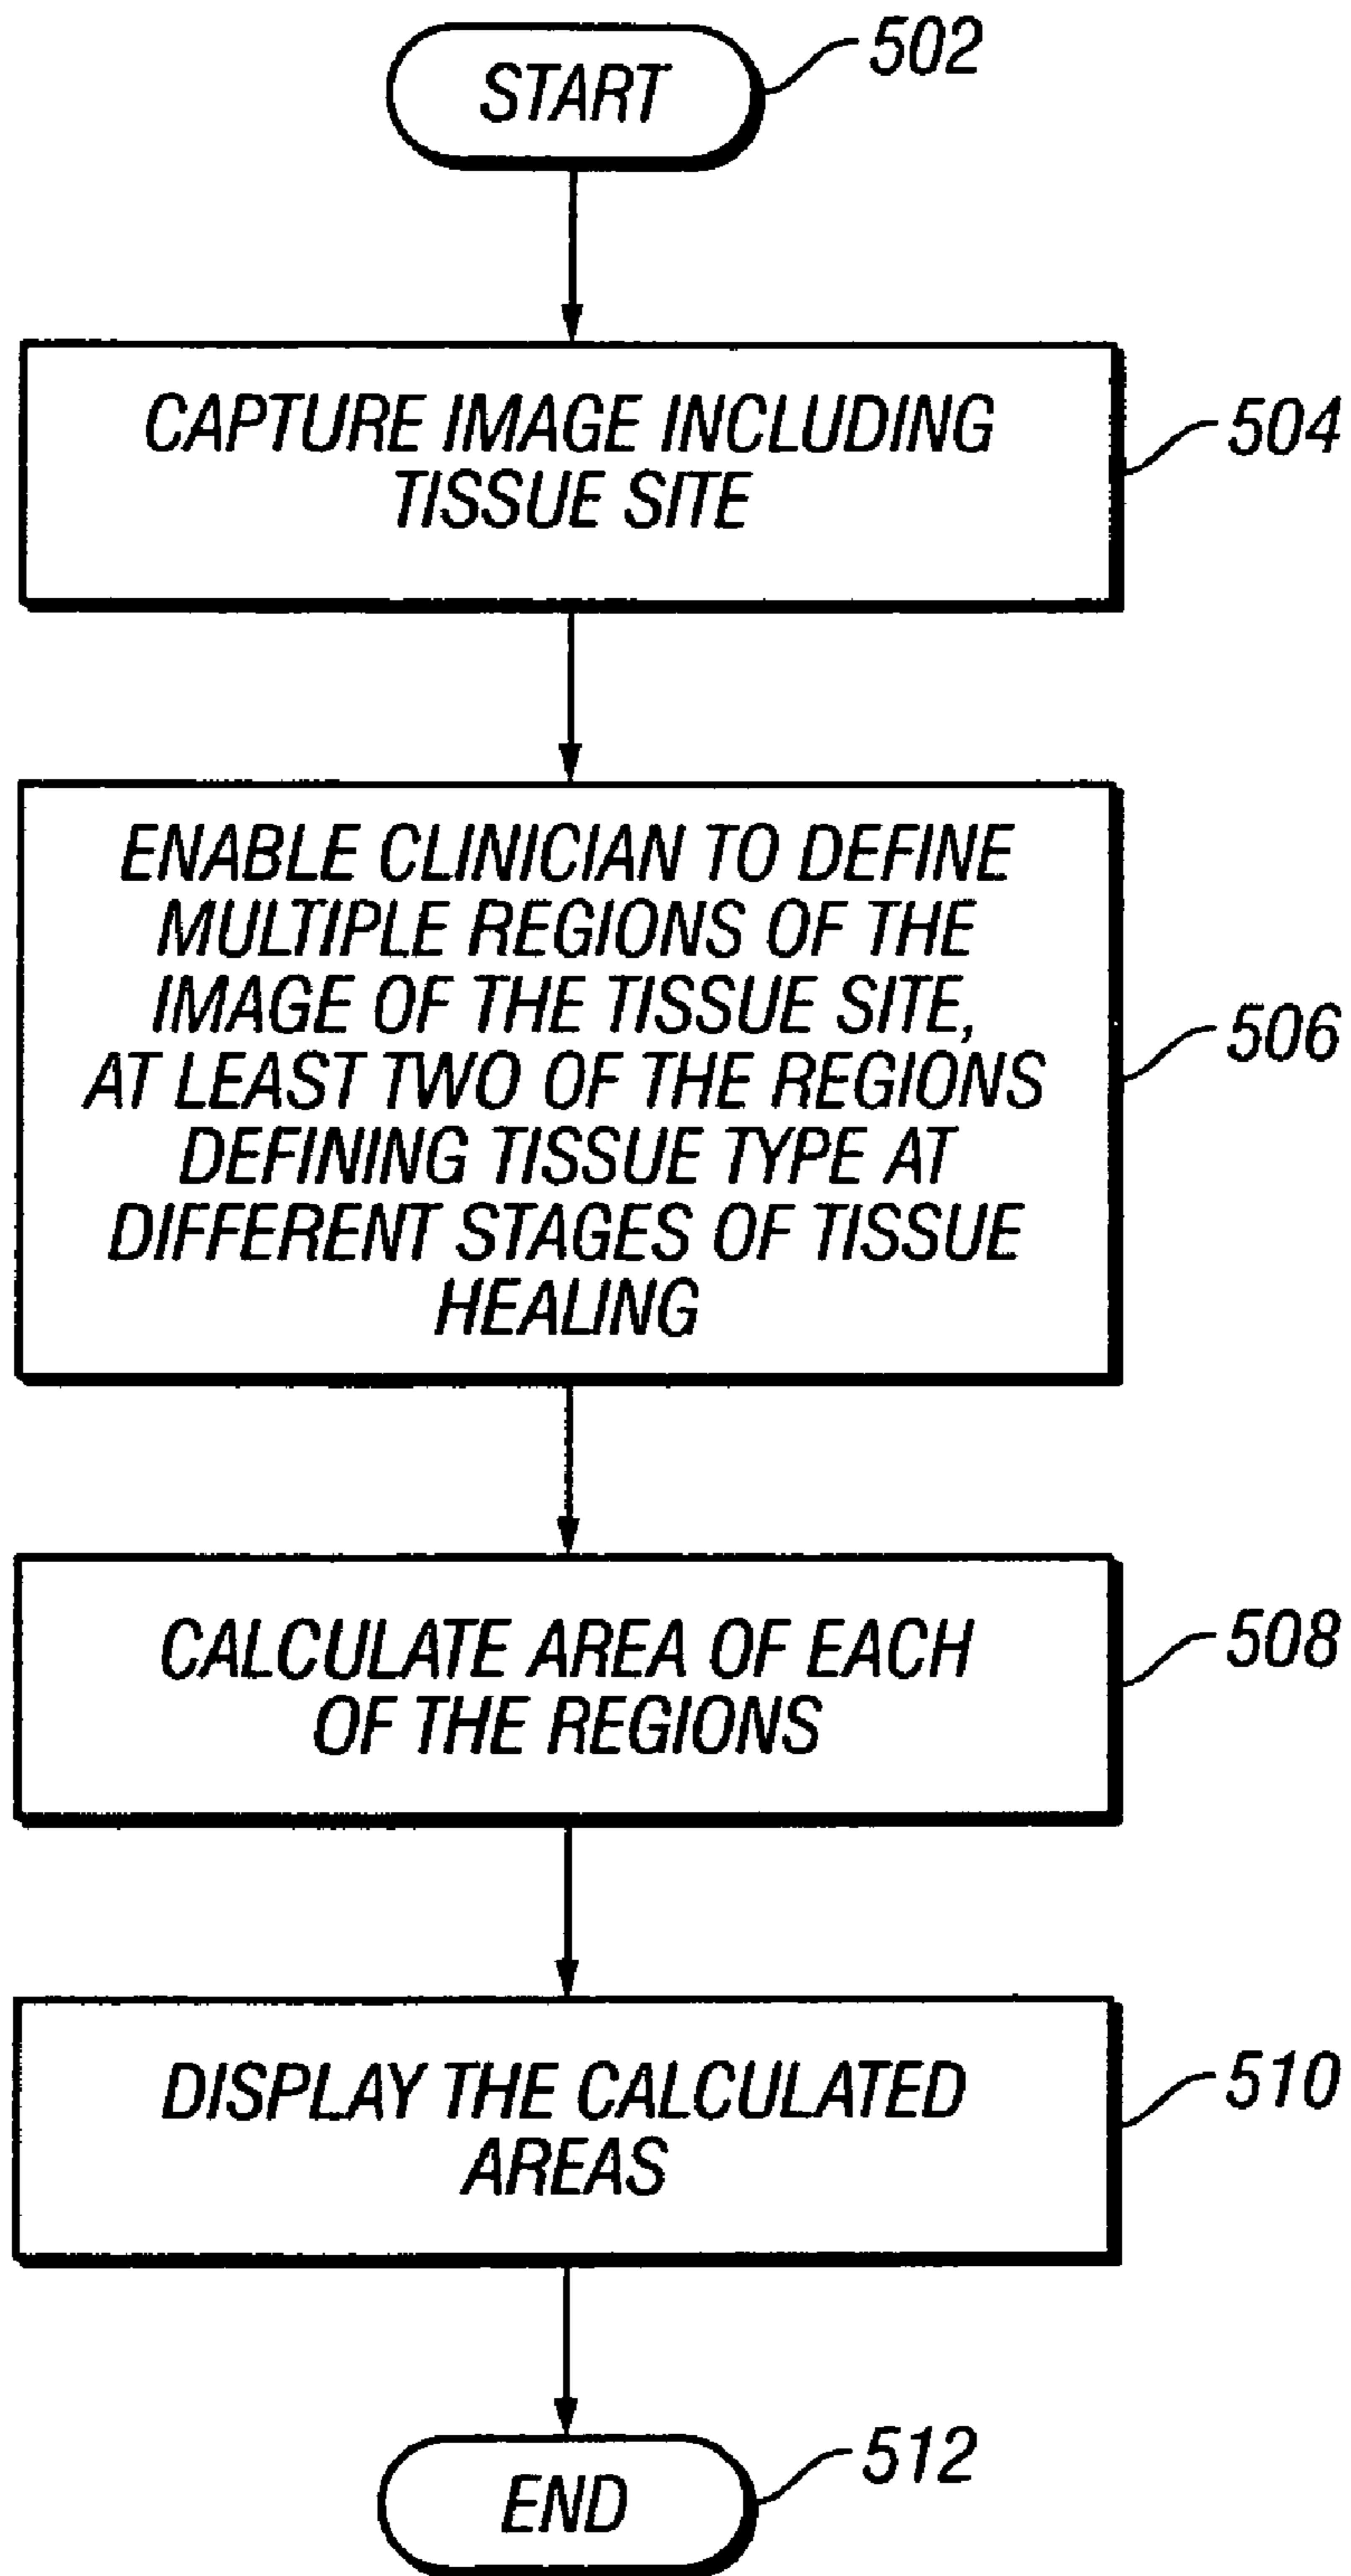 START
502
CAPTURE IMAGE INCLUDING
TISSUE SITE
504
ENABLE CLINICIAN TO DEFINE
MULTIPLE REGIONS OF THE
IMAGE OF THE TISSUE SITE,
AT LEAST TWO OF THE REGIONS
DEFINING TISSUE TYPE AT
DIFFERENT STAGES OF TISSUE
HEALING
506
CALCULATE AREA OF EACH
OF THE REGIONS
508
DISPLAY THE CALCULATED
AREAS
510
END
512